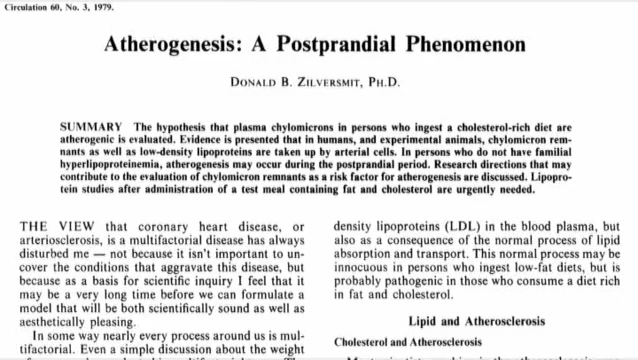 Circulation 60, No. 3, 1979.
Atherogenesis: A Postprandial Phenomenon
DONALD B. ZILVERSMIT, PH.D.
SUMMARY The hypothesis that plasma chylomicrons in persons who ingest a cholesterol-rich diet are
atherogenic is evaluated. Evidence is presented that in humans, and experimental animals, chylomicron rem-
nants as well as low-density lipoproteins are taken up by arterial cells. In persons who do not have familial
hyperlipoproteinemia, atherogenesis may occur during the postprandial period. Research directions that may
contribute to the evaluation of chylomicron remnants as a risk factor for atherogenesis are discussed. Lipopro-
tein studies after administration of a test meal containing fat and cholesterol are urgently needed.
THE VIEW that coronary heart disease, or
arteriosclerosis, is a multifactorial disease has always
disturbed me — not because it isn't important to un-
cover the conditions that aggravate this disease, but
because as a basis for scientific inquiry I feel that it
may be a very long time before we can formulate a
model that will be both scientifically sound as well as
aesthetically pleasing.
In some way nearly every process around us is mul-
tifactorial. Even a simple discussion about the weight
density lipoproteins (LDL) in the blood plasma, but
also as a consequence of the normal process of lipid
absorption and transport. This normal process may be
innocuous in persons who ingest low-fat diets, but is
probably pathogenic in those who consume a diet rich
in fat and cholesterol.
Lipid and Atherosclerosis
Cholesterol and Atherosclerosis